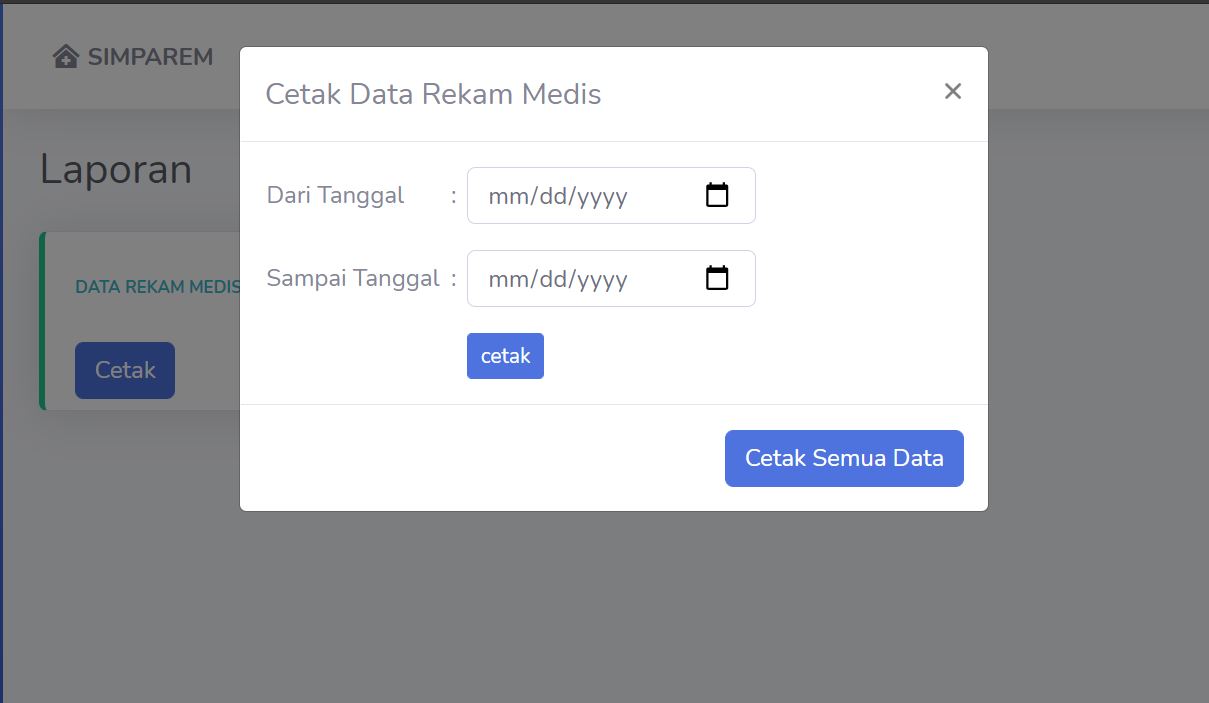 SIMPAREM
Cetak Data Rekam Medis
×
Laporan
Dari Tanggal : mm/dd/yyyy
Sampai Tanggal : mm/dd/yyyy
DATA REKAM MEDIS
cetak
Cetak
Cetak Semua Data